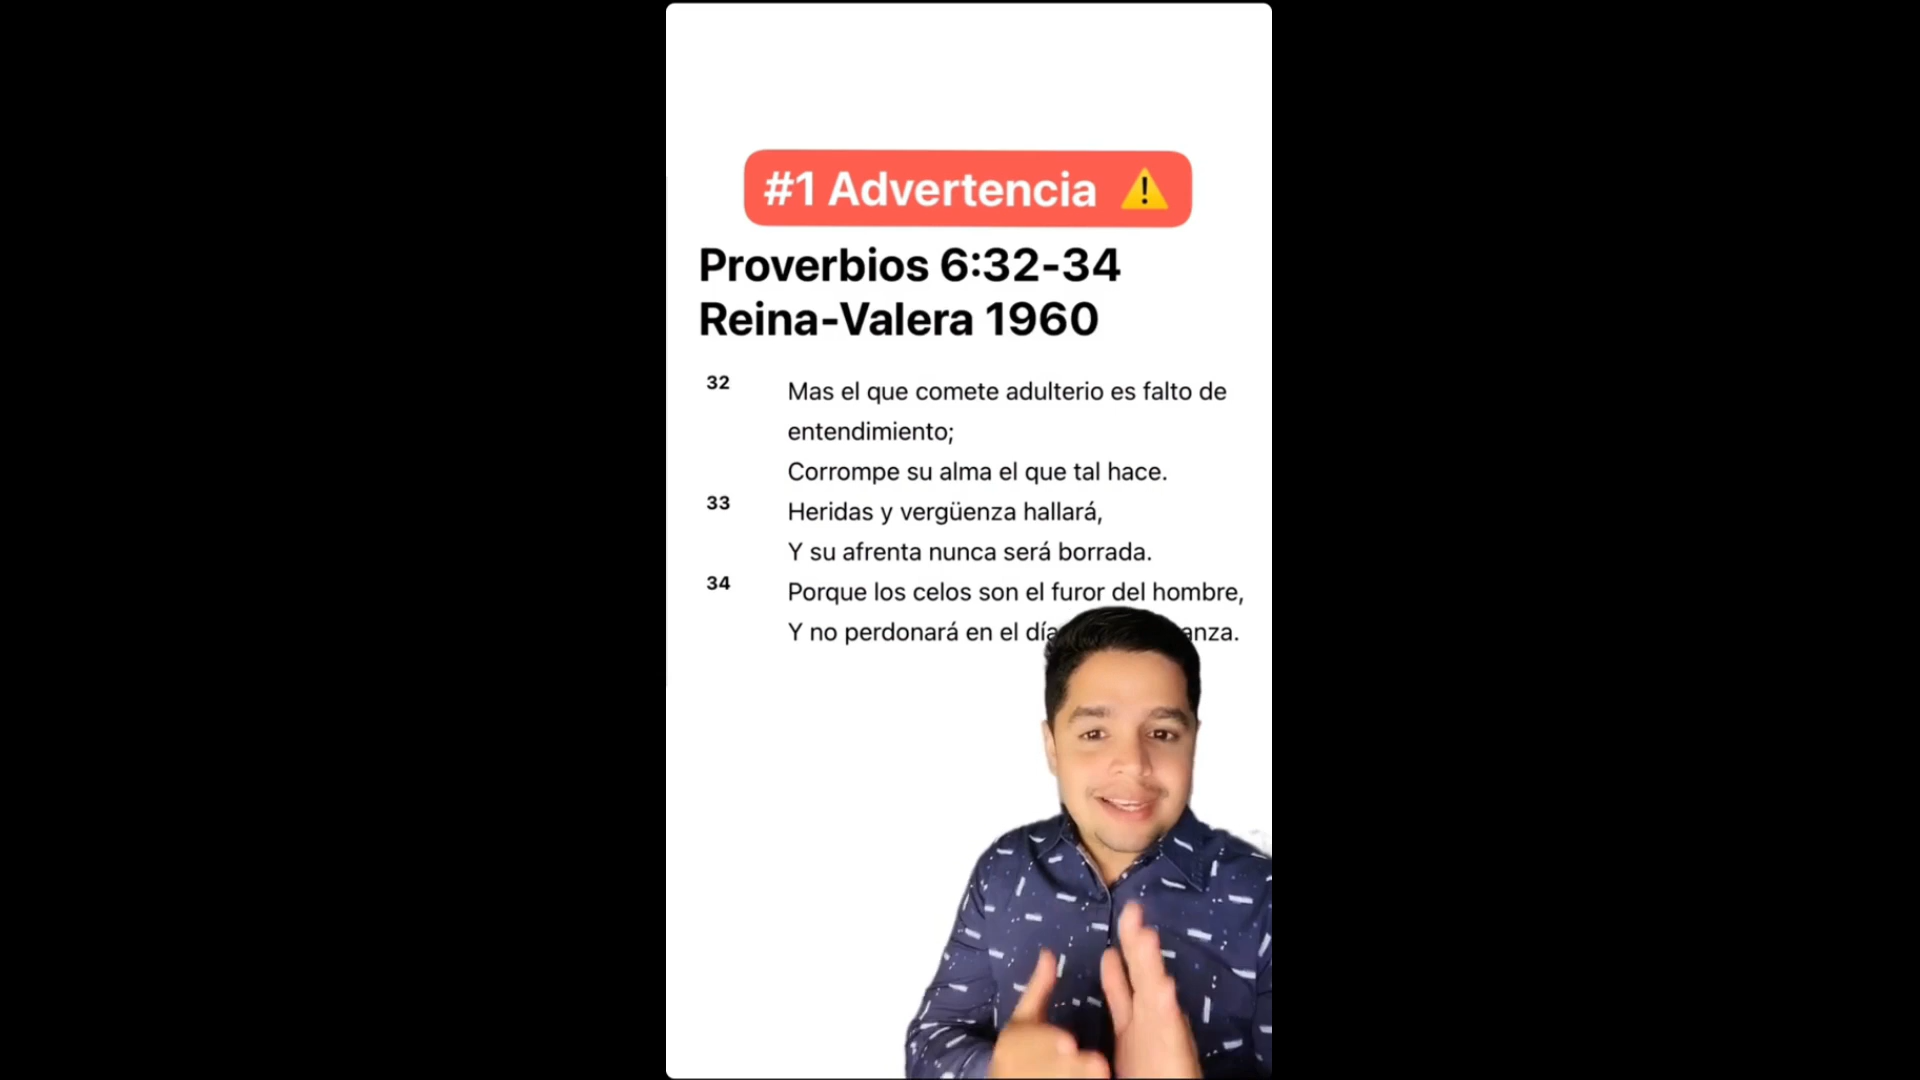 #1 Advertencia ⚠️
Proverbios 6:32-34
Reina-Valera 1960
32 Mas el que comete adulterio es falto de
entendimiento;
Corrompe su alma el que tal hace.
33 Heridas y vergüenza hallará,
Y su afrenta nunca será borrada.
34 Porque los celos son el furor del hombre,
Y no perdonará en el día